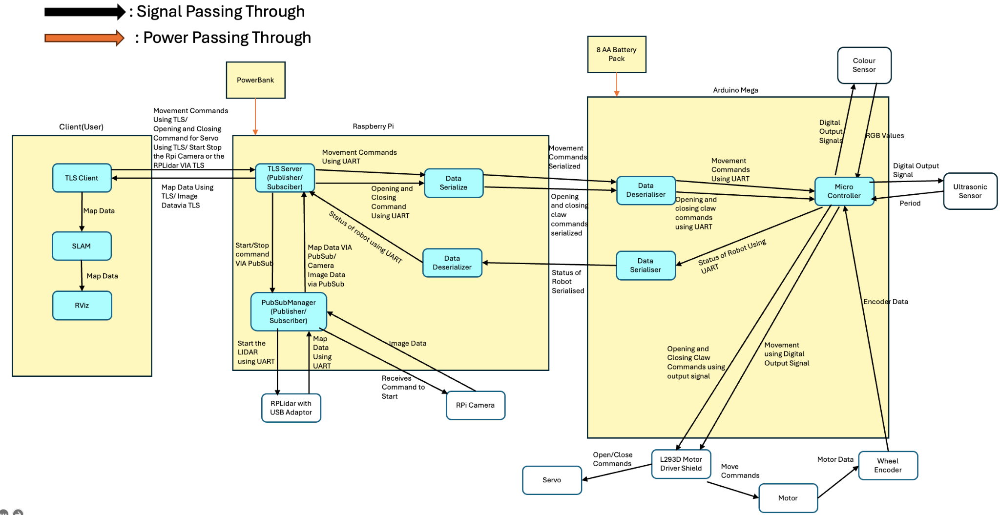 : Signal Passing Through
: Power Passing Through
8 AA Battery
Pack
Colour
Sensor
PowerBank
Arduino Mega
Client(User)
Movement Commands
Using TLS/
Opening and Closing
Command for Servo
Using TLS/ Start Stop
the Rpi Camera or the
RPLidar VIA TLS
Raspberry Pi
TLS Client
Map Data Using
TLS/ Image
Datavia TLS
TLS Server
(Publisher/
Subsciber)
Movement Commands
Using UART
Opening and
Closing
Command
Using UART
Data
Serialize
Movement
Commands
Serialized
Opening
and closing
claw
commands
serialized
Data
Deserialiser
Movement
Commands
Using UART
Opening and
closing claw
commands
using UART
Micro
Controller
Digital
Output
Signals
RGB Values
Digital Output
Signal
Ultrasonic
Sensor
Period
Map Data
SLAM
Map Data
RViz
Start/Stop
command
VIA PubSub
Map Data VIA
PubSub/
Camera
Image Data
via PubSub
Status of robot using UART
Data
Deserializer
Status of
Robot
Serialised
Data
Serialiser
Status of Robot Using
UART
PubSubManager
(Publisher/
Subscriber)
Encoder Data
Start the
LIDAR
using UART
Map
Data
Using
UART
Image Data
Receives
Command to
Start
RPLidar with
USB Adaptor
RPi Camera
Opening and
Closing Claw
Commands using
output signal
Movement
using Digital
Output Signal
Open/Close
Commands
L293D Motor
Driver Shield
Servo
Move
Commands
Motor
Motor Data
Wheel
Encoder